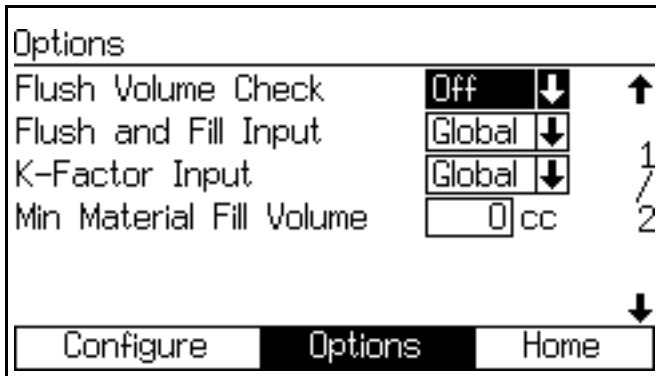 Options
Flush Volume Check Off
Flush and Fill Input Global
K-Factor Input Global
Min Material Fill Volume 0 cc
1
/
2
Configure Options Home